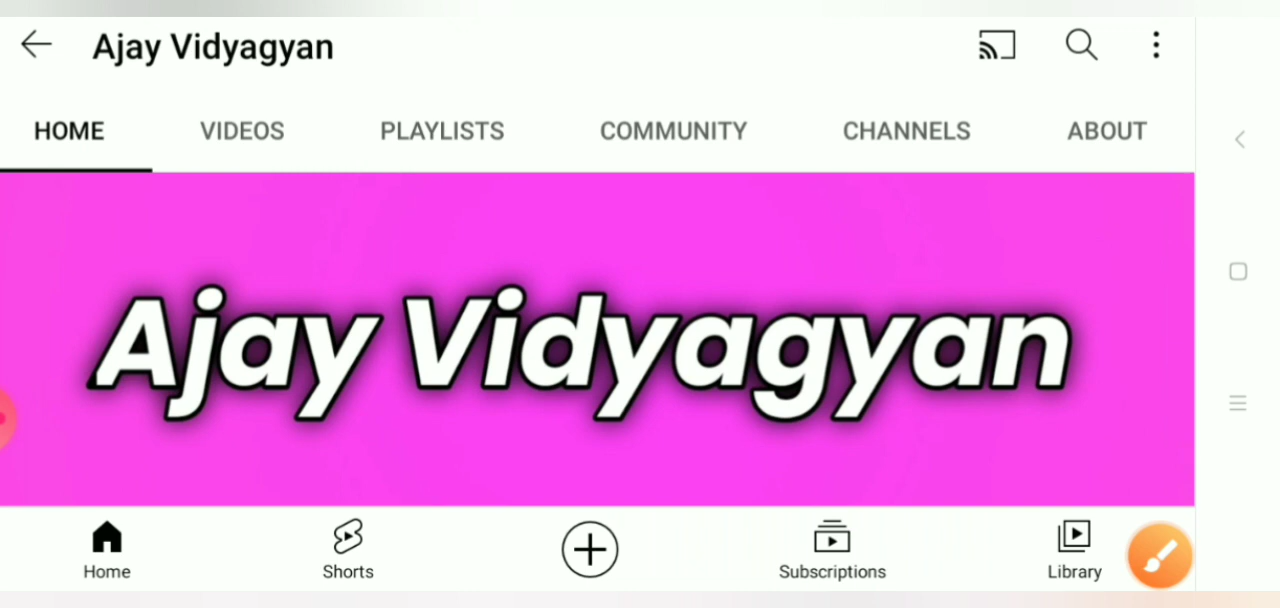 Ajay Vidyagyan
HOME VIDEOS PLAYLISTS COMMUNITY CHANNELS ABOUT
Ajay Vidyagyan
Home Shorts Subscriptions Library